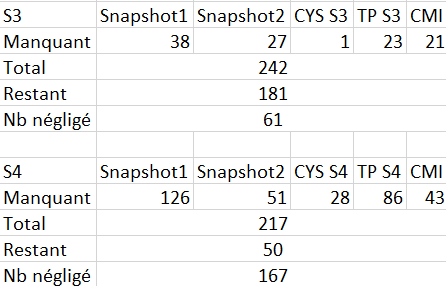 S3 Snapshot1 Snapshot2 CYS S3 TP S3 CMI
Manquant 38 27 1 23 21
Total 242
Restant 181
Nb négligé 61
S4 Snapshot1 Snapshot2 CYS S4 TP S4 CMI
Manquant 126 51 28 86 43
Total 217
Restant 50
Nb négligé 167